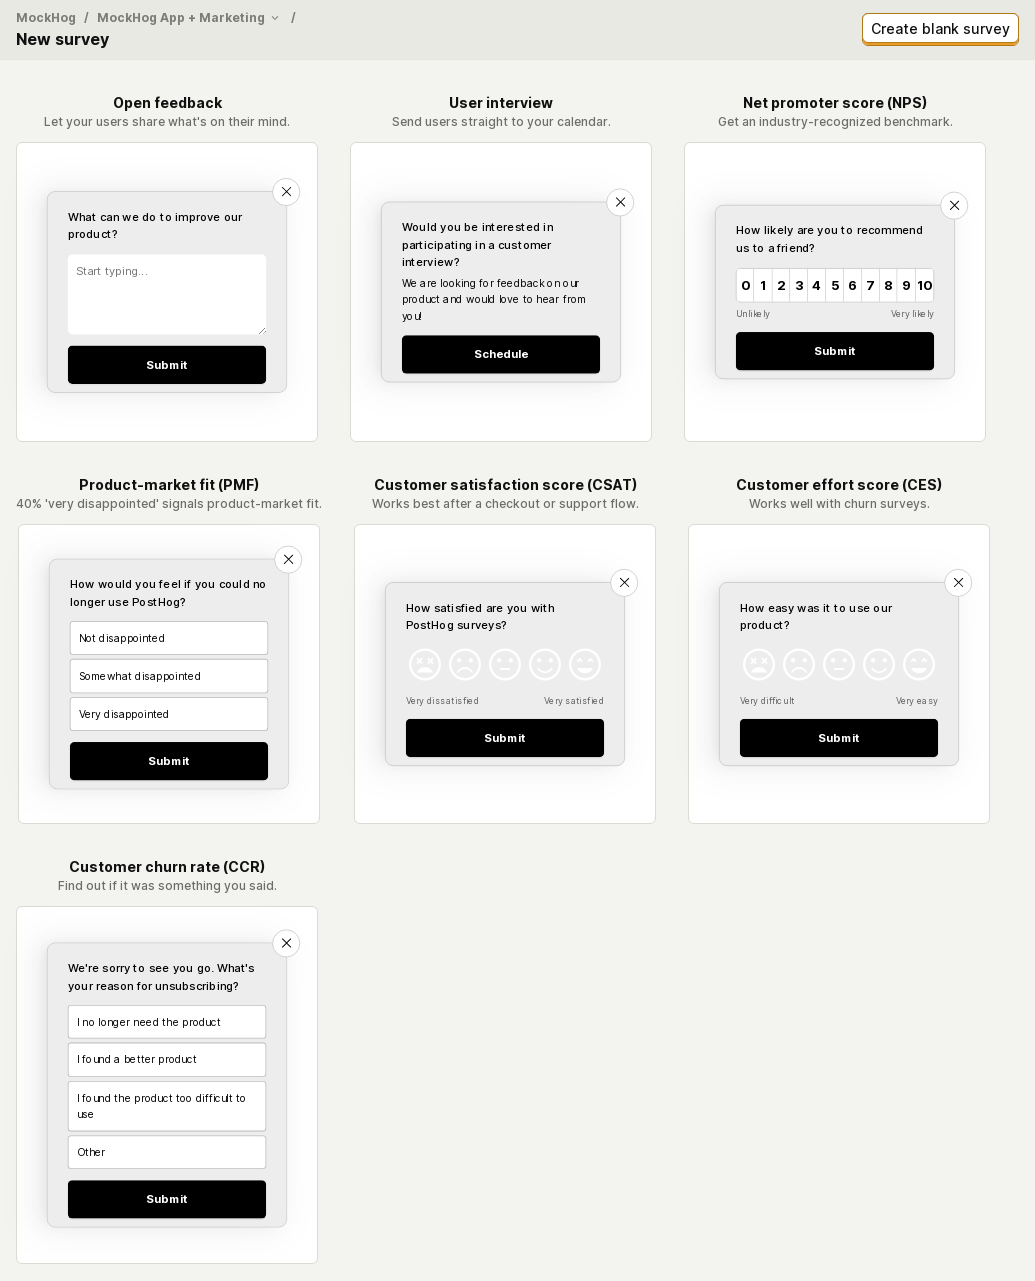 MockHog / MockHog App + Marketing /
New survey
Create blank survey
Open feedback
Let your users share what's on their mind.
What can we do to improve our
product?
Start typing...
Submit
User interview
Send users straight to your calendar.
Would you be interested in
participating in a customer
interview?
We are looking for feedback on our
product and would love to hear from
you!
Schedule
Net promoter score (NPS)
Get an industry-recognized benchmark.
How likely are you to recommend
us to a friend?
0 1 2 3 4 5 6 7 8 9 10
Unlikely Very likely
Submit
Product-market fit (PMF)
40% 'very disappointed' signals product-market fit.
How would you feel if you could no
longer use PostHog?
Not disappointed
Somewhat disappointed
Very disappointed
Submit
Customer satisfaction score (CSAT)
Works best after a checkout or support flow.
How satisfied are you with
PostHog surveys?
Very dissatisfied Very satisfied
Submit
Customer effort score (CES)
Works well with churn surveys.
How easy was it to use our
product?
Very difficult Very easy
Submit
Customer churn rate (CCR)
Find out if it was something you said.
We're sorry to see you go. What's
your reason for unsubscribing?
I no longer need the product
I found a better product
I found the product too difficult to
use
Other
Submit